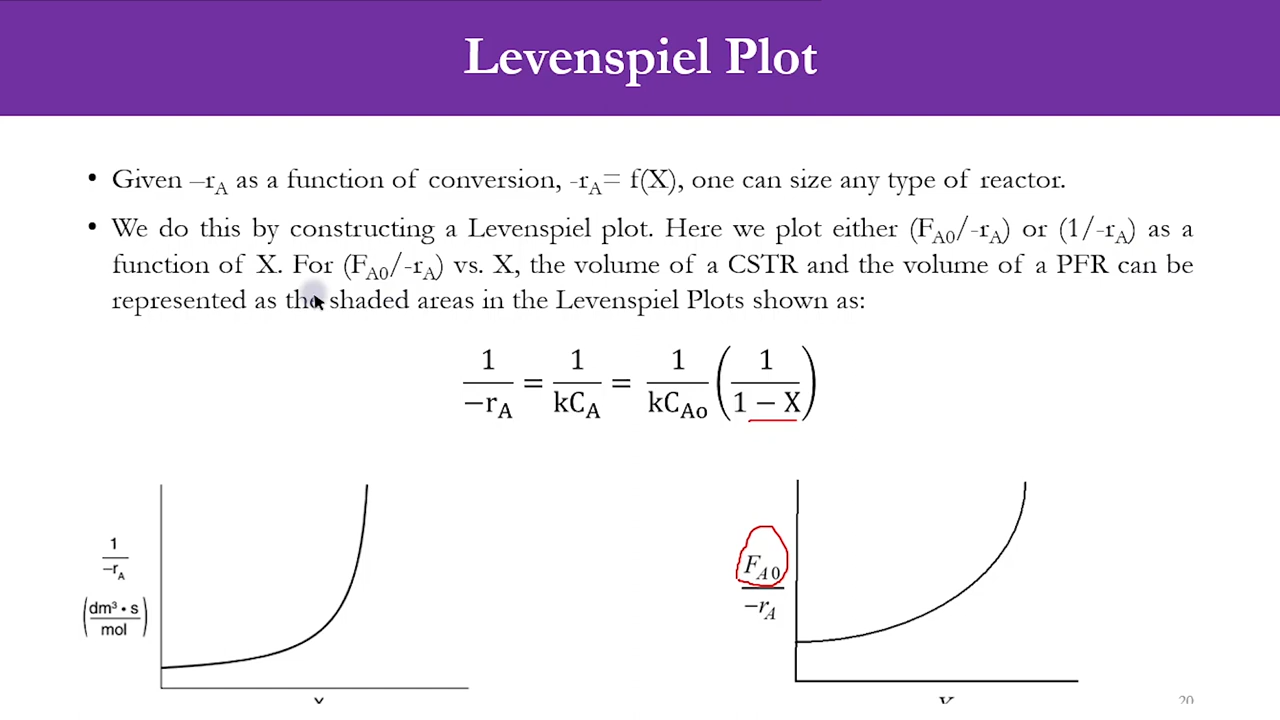 Levenspiel Plot
• Given –rA as a function of conversion, -rA= f(X), one can size any type of reactor.
• We do this by constructing a Levenspiel plot. Here we plot either (FA0/-rA) or (1/-rA) as a
function of X. For (FA0/-rA) vs. X, the volume of a CSTR and the volume of a PFR can be
represented as the shaded areas in the Levenspiel Plots shown as:
1/−rA = 1/kCA = 1/kCAo (1/1 − X)
1
−rA
(dm³ • s
mol)
X
FA0
−rA
X
20